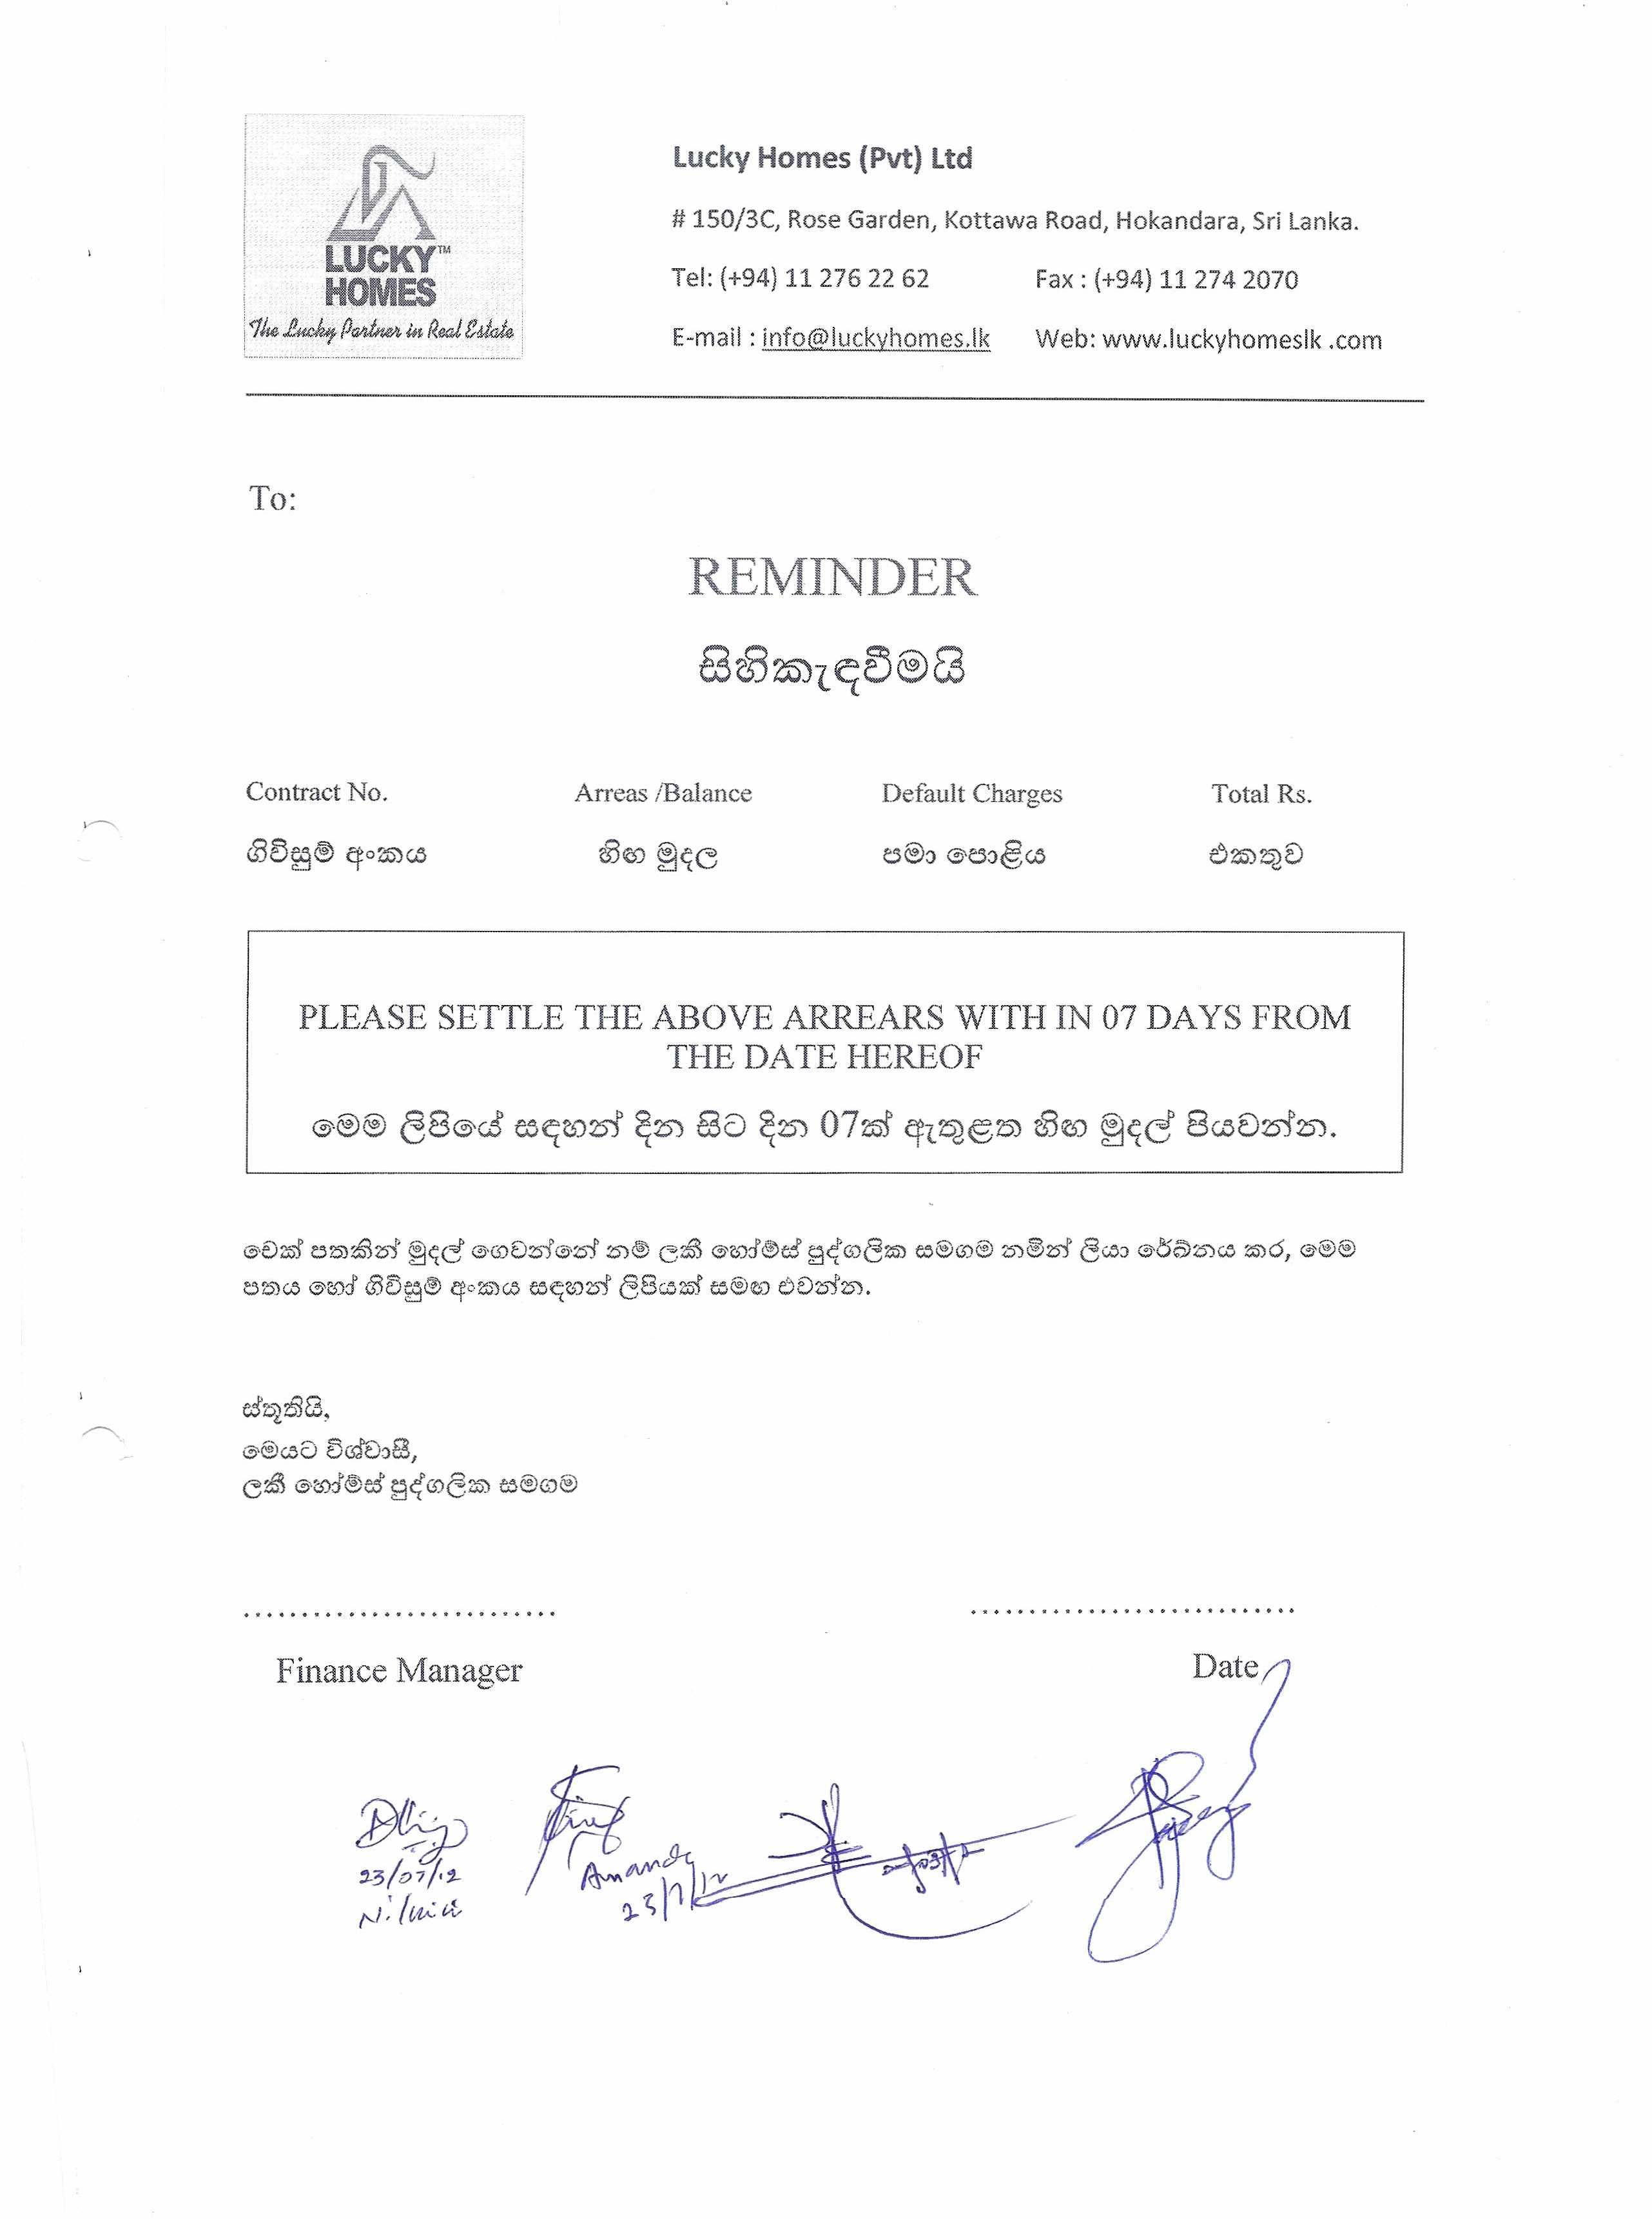 LUCKY™
HOMES
The Lucky Partner in Real Estate
Lucky Homes (Pvt) Ltd
# 150/3C, Rose Garden, Kottawa Road, Hokandara, Sri Lanka.
Tel: (+94) 11 276 22 62 Fax : (+94) 11 274 2070
E-mail : info@luckyhomes.lk Web: www.luckyhomeslk .com
To:
REMINDER
සිහිකැඳවීමයි
Contract No. Arreas /Balance Default Charges Total Rs.
ගිවිසුම් අංකය හිඟ මුදල පමා පොළිය එකතුව
PLEASE SETTLE THE ABOVE ARREARS WITH IN 07 DAYS FROM
THE DATE HEREOF
මෙම ලිපියේ සඳහන් දින සිට දින 07ක් ඇතුළත හිඟ මුදල් පියවන්න.
චෙක් පතකින් මුදල් ගෙවන්නේ නම් ලකී හෝම්ස් පුද්ගලික සමගම නමින් ලියා රේඛනය කර, මෙම
පතය හෝ ගිවිසුම් අංකය සඳහන් ලිපියක් සමඟ එවන්න.
ස්තූතියි,
මෙයට විශ්වාසී,
ලකී හෝම්ස් පුද්ගලික සමගම
........................... ............................
Finance Manager Date
23/07/12 Ananda
23/7/12